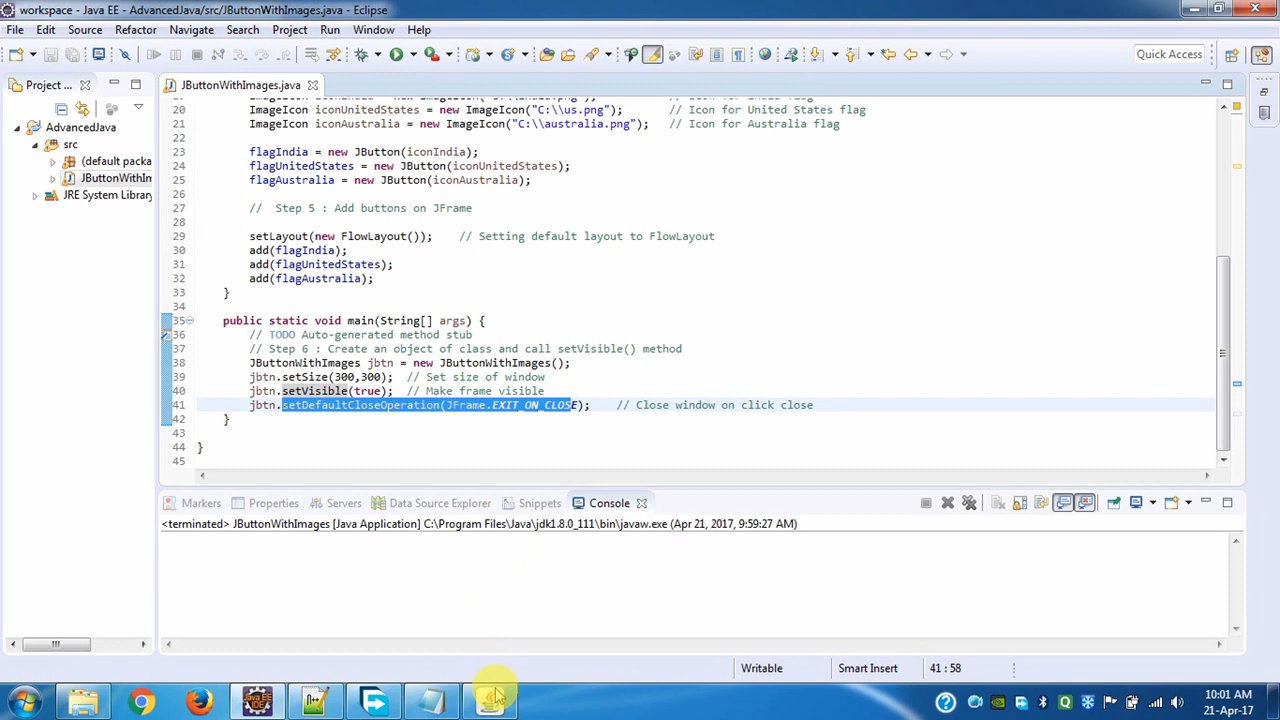 workspace - Java EE - AdvancedJava/src/JButtonWithImages.java - Eclipse
File Edit Source Refactor Navigate Search Project Run Window Help
Quick Access
Project ...
JButtonWithImages.java
AdvancedJava
src
(default packa
JButtonWithIm
JRE System Library
20 ImageIcon iconUnitedStates = new ImageIcon("C:\\us.png"); // Icon for United States flag
21 ImageIcon iconAustralia = new ImageIcon("C:\\australia.png"); // Icon for Australia flag
22
23 flagIndia = new JButton(iconIndia);
24 flagUnitedStates = new JButton(iconUnitedStates);
25 flagAustralia = new JButton(iconAustralia);
26
27 // Step 5 : Add buttons on JFrame
28
29 setLayout(new FlowLayout()); // Setting default layout to FlowLayout
30 add(flagIndia);
31 add(flagUnitedStates);
32 add(flagAustralia);
33 }
34
35 public static void main(String[] args) {
36 // TODO Auto-generated method stub
37 // Step 6 : Create an object of class and call setVisible() method
38 JButtonWithImages jbtn = new JButtonWithImages();
39 jbtn.setSize(300,300); // Set size of window
40 jbtn.setVisible(true); // Make frame visible
41 jbtn.setDefaultCloseOperation(JFrame.EXIT_ON_CLOSE); // Close window on click close
42 }
43
44 }
45
Markers Properties Servers Data Source Explorer Snippets Console
<terminated> JButtonWithImages [Java Application] C:\Program Files\Java\jdk1.8.0_111\bin\javaw.exe (Apr 21, 2017, 9:59:27 AM)
Writable Smart Insert 41 : 58
Java EE
IDE
10:01 AM
21-Apr-17